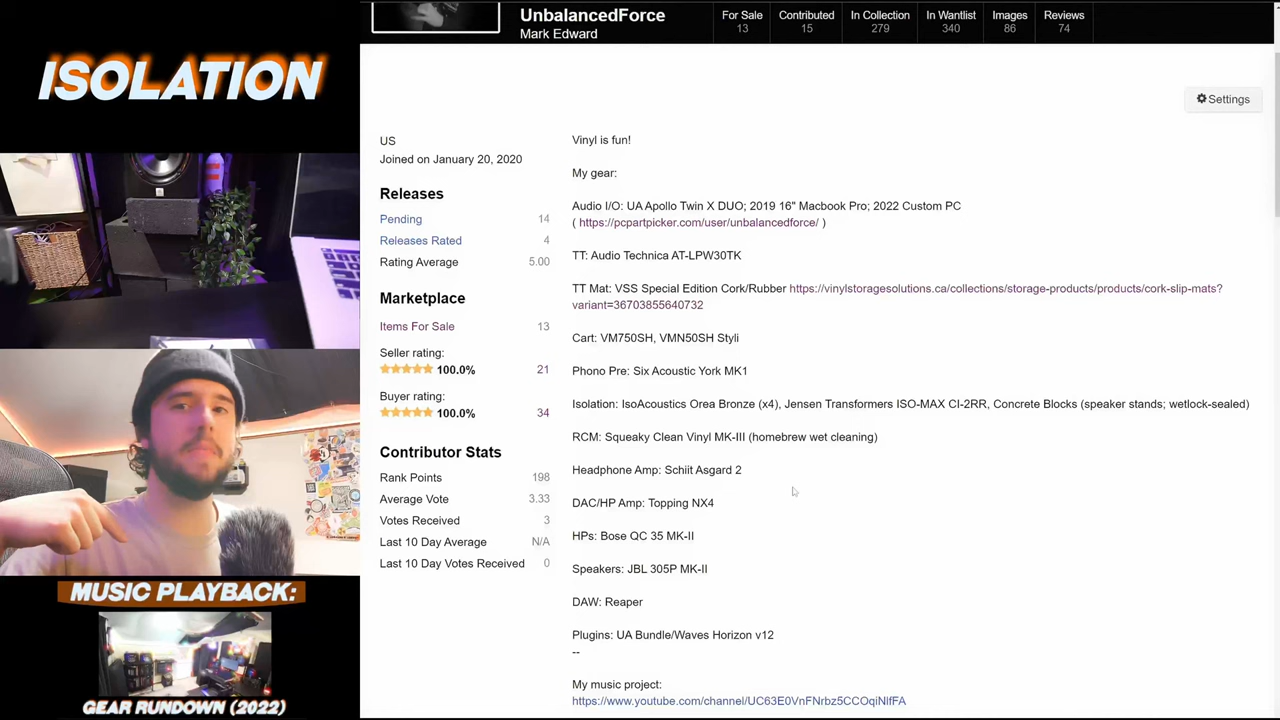 ISOLATION
MUSIC PLAYBACK:
GEAR RUNDOWN (2022)
UnbalancedForce
Mark Edward
For Sale
13
Contributed
15
In Collection
279
In Wantlist
340
Images
86
Reviews
74
Settings
US
Joined on January 20, 2020
Releases
Pending 14
Releases Rated 4
Rating Average 5.00
Marketplace
Items For Sale 13
Seller rating:
100.0% 21
Buyer rating:
100.0% 34
Contributor Stats
Rank Points 198
Average Vote 3.33
Votes Received 3
Last 10 Day Average N/A
Last 10 Day Votes Received 0
Vinyl is fun!
My gear:
Audio I/O: UA Apollo Twin X DUO; 2019 16" Macbook Pro; 2022 Custom PC
( https://pcpartpicker.com/user/unbalancedforce/ )
TT: Audio Technica AT-LPW30TK
TT Mat: VSS Special Edition Cork/Rubber https://vinylstoragesolutions.ca/collections/storage-products/products/cork-slip-mats?
variant=36703855640732
Cart: VM750SH, VMN50SH Styli
Phono Pre: Six Acoustic York MK1
Isolation: IsoAcoustics Orea Bronze (x4), Jensen Transformers ISO-MAX CI-2RR, Concrete Blocks (speaker stands; wetlock-sealed)
RCM: Squeaky Clean Vinyl MK-III (homebrew wet cleaning)
Headphone Amp: Schiit Asgard 2
DAC/HP Amp: Topping NX4
HPs: Bose QC 35 MK-II
Speakers: JBL 305P MK-II
DAW: Reaper
Plugins: UA Bundle/Waves Horizon v12
--
My music project:
https://www.youtube.com/channel/UC63E0VnFNrbz5CCOqiNlfFA